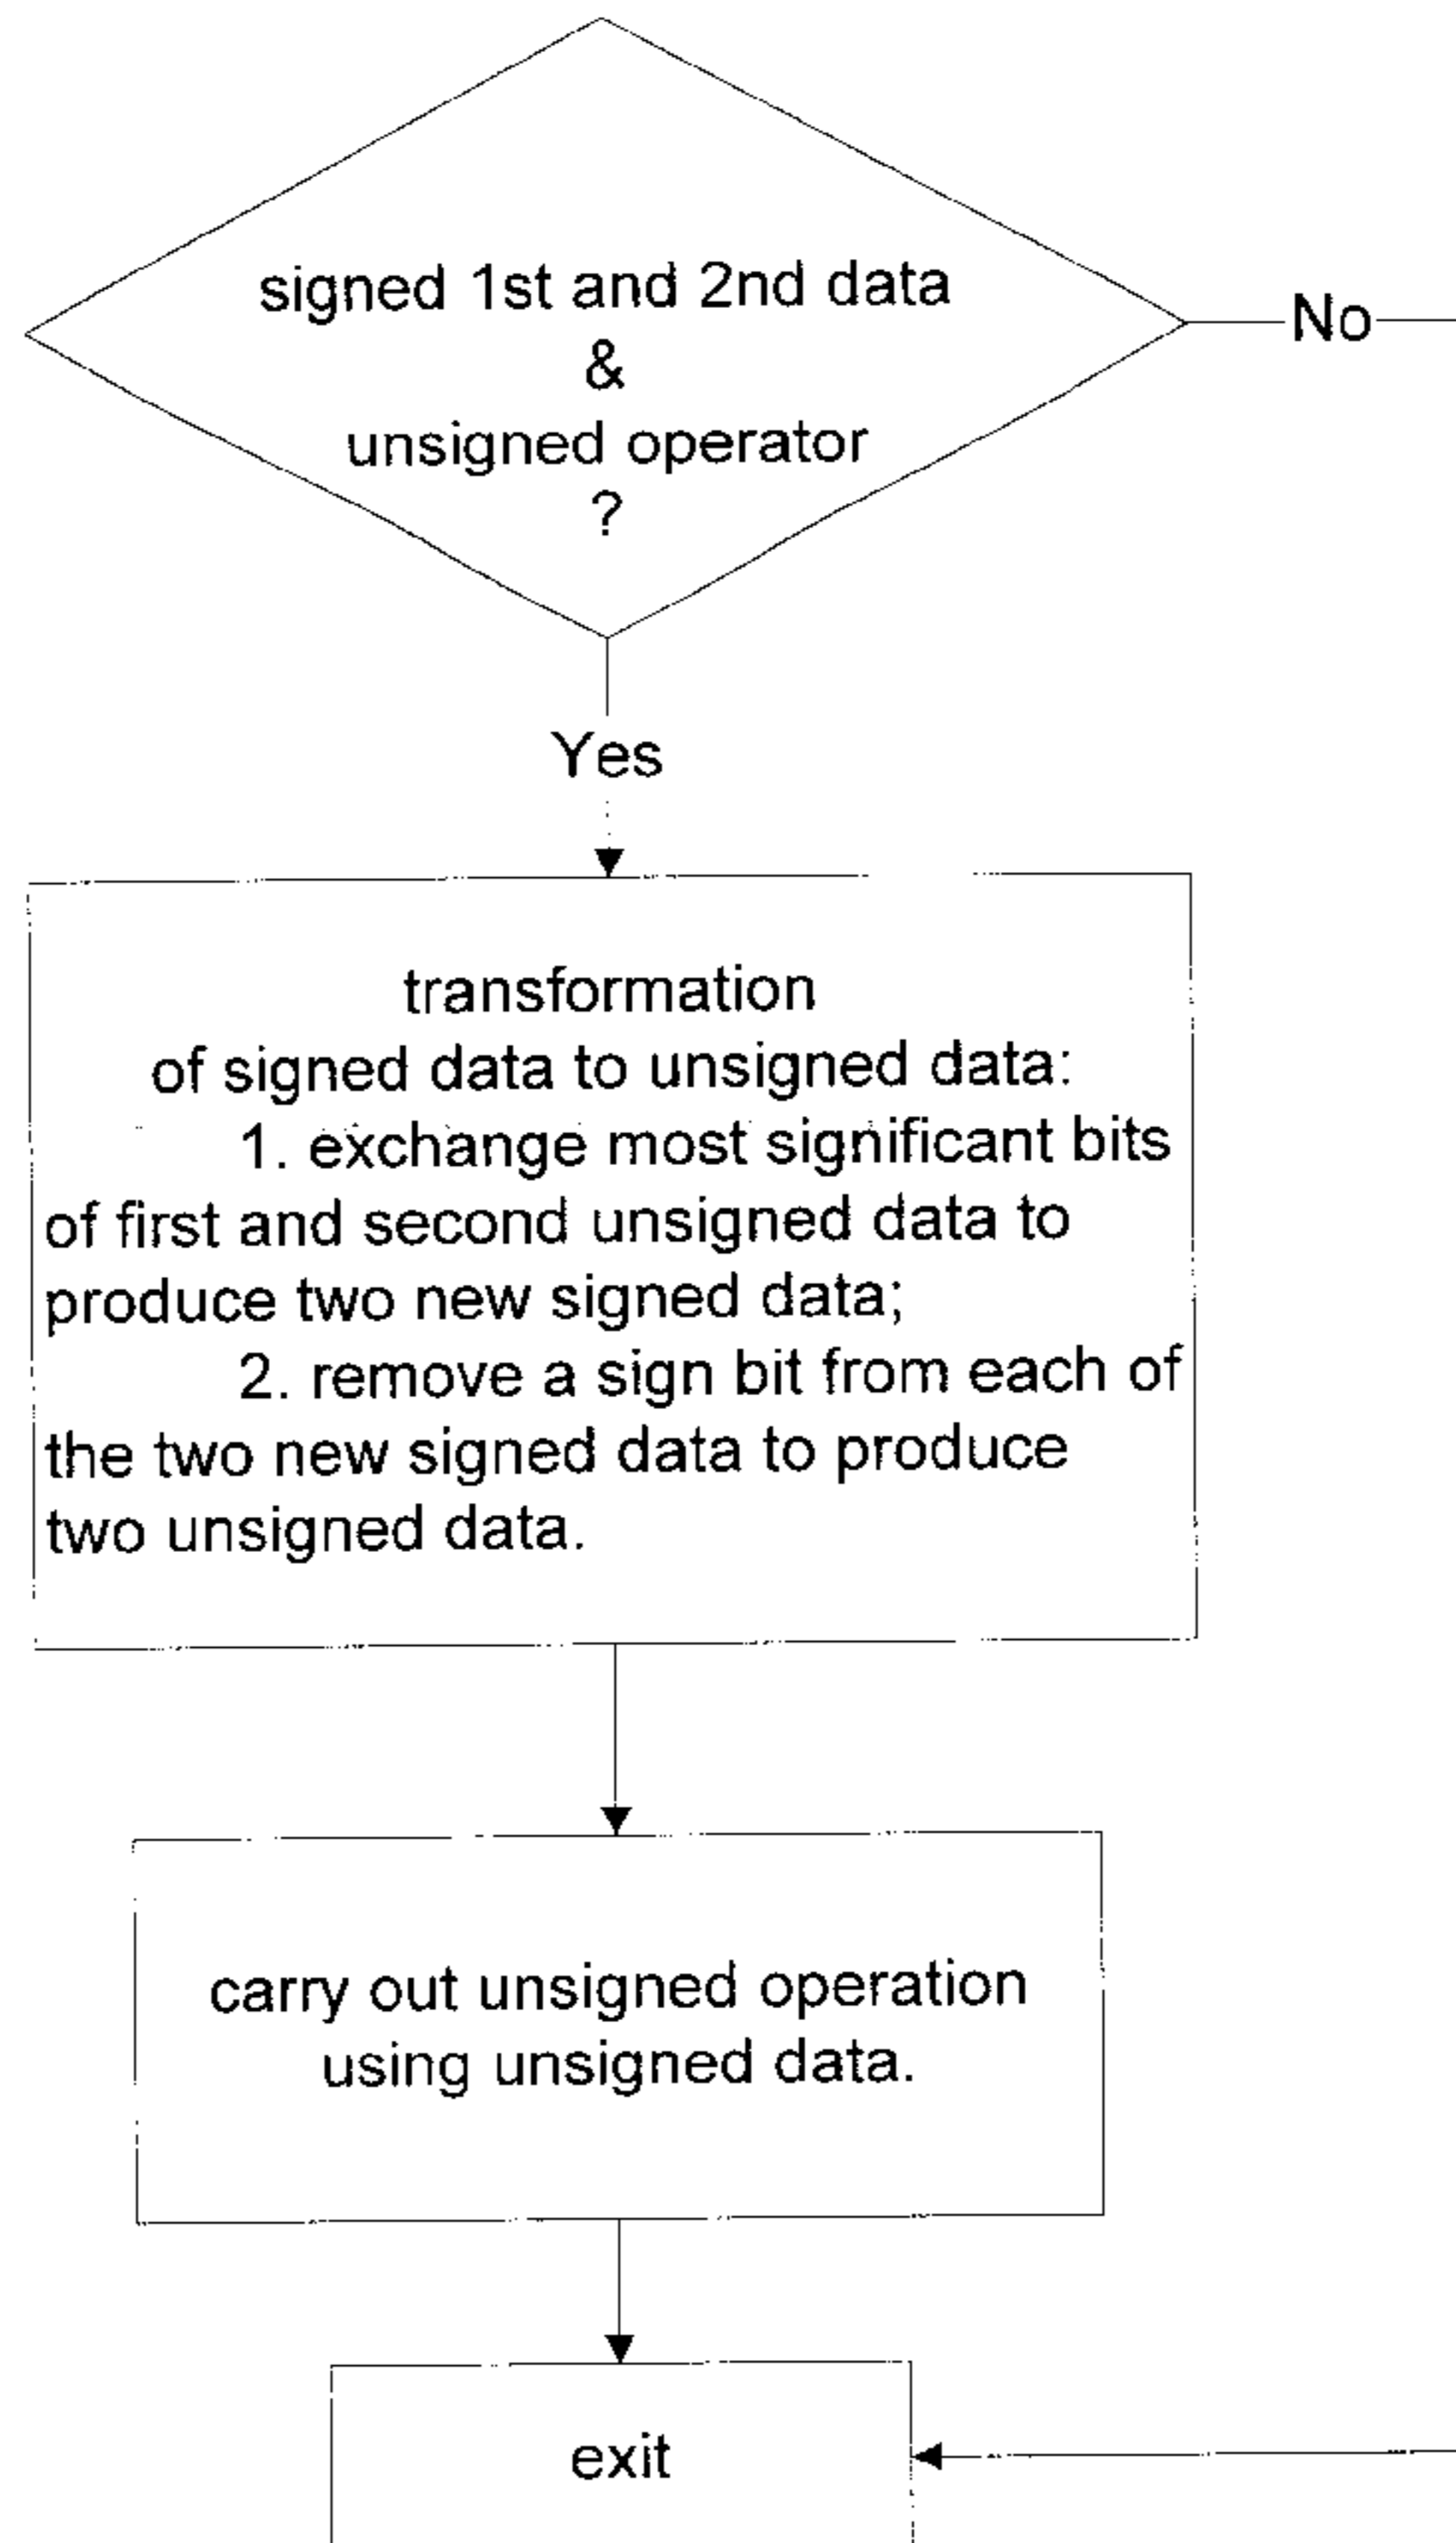 signed 1st and 2nd data
&
unsigned operator
?
No
Yes
transformation
of signed data to unsigned data:
1. exchange most significant bits
of first and second unsigned data to
produce two new signed data;
2. remove a sign bit from each of
the two new signed data to produce
two unsigned data.
carry out unsigned operation
using unsigned data.
exit